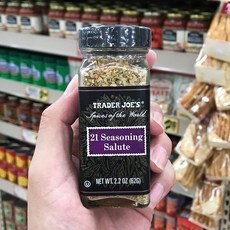 TRADER JOE'S
Spices of the World
21 Seasoning
Salute
NET WT. 2.2 OZ (62G)